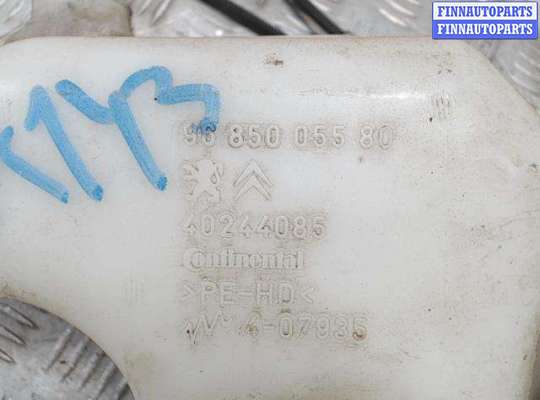 FINNAUTOPARTS
FINNAUTOPARTS
96 850 055 80
40244085
Continental
>PE-HD<
4-07935